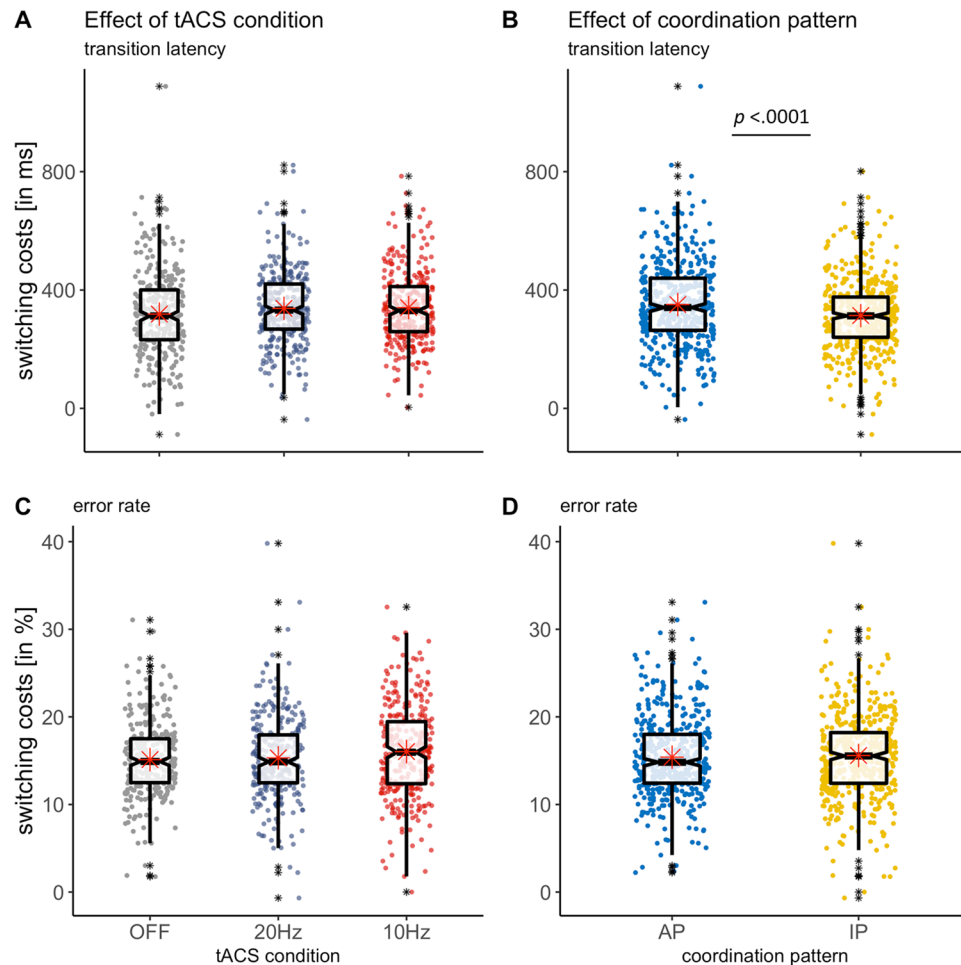 A Effect of tACS condition
transition latency
switching costs [in ms]
800
400
0
B Effect of coordination pattern
transition latency
p <.0001
800
400
0
C error rate
switching costs [in %]
40
30
20
10
0
OFF 20Hz 10Hz
tACS condition
D error rate
40
30
20
10
0
AP IP
coordination pattern